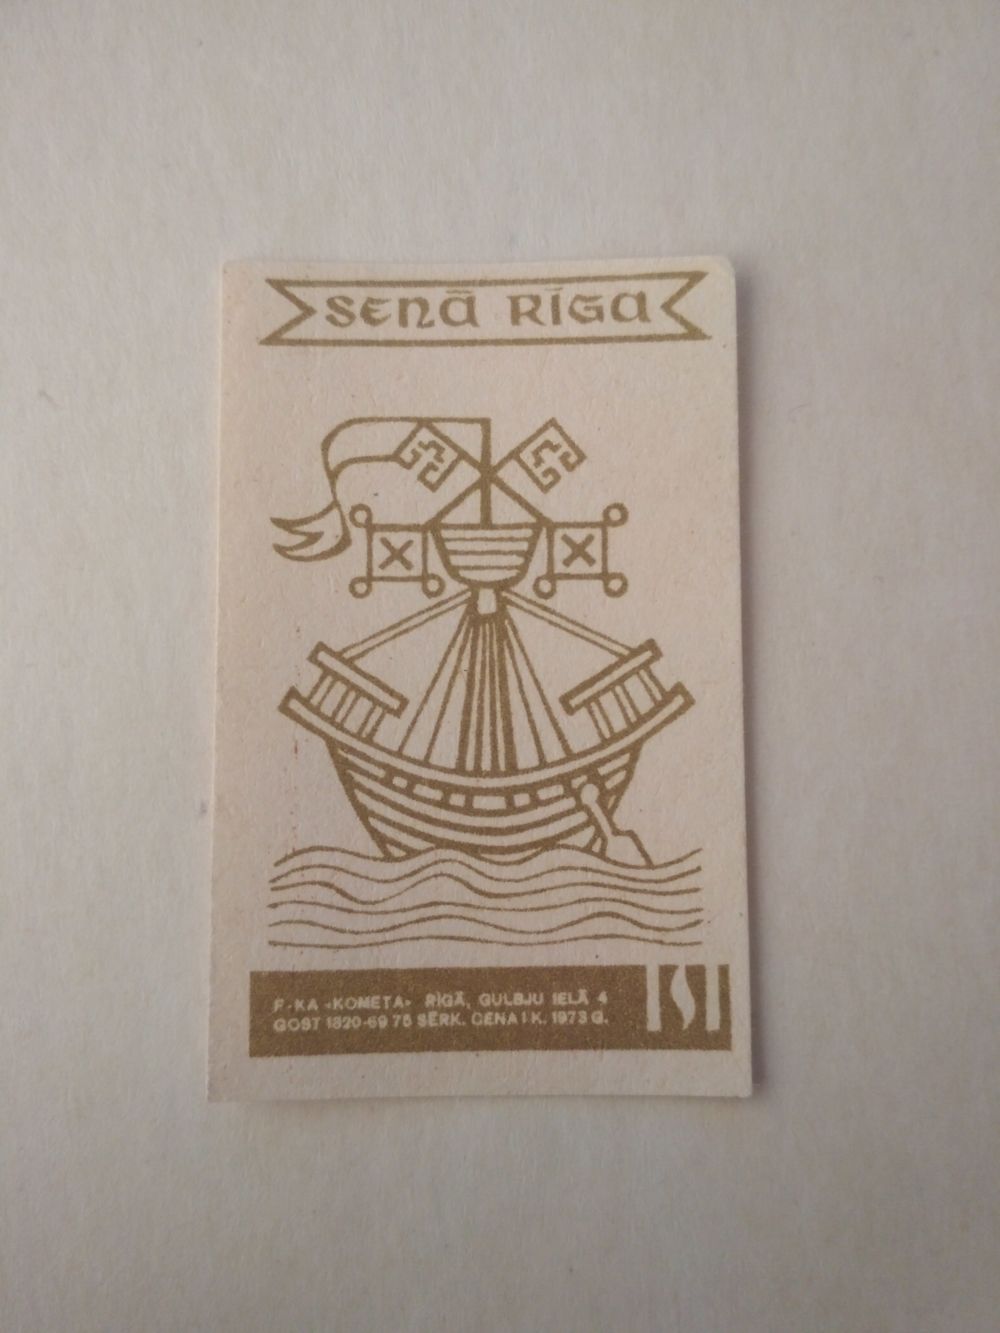 SENĀ RĪGA
F-KA «KOMETA» RĪGĀ, GULBJU IELĀ 4
GOST 1820-69 75 SĒRK. CENA 1 K. 1973 G.